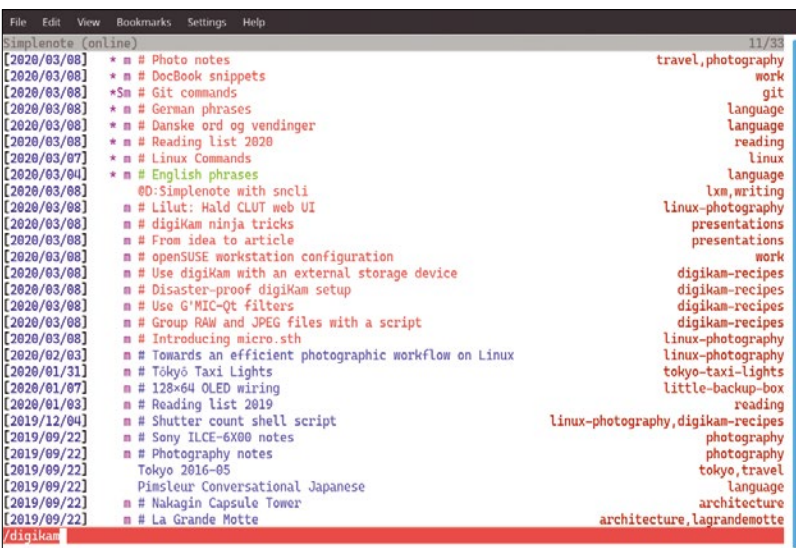 File Edit View Bookmarks Settings Help
Simplenote (online) 11/33
[2020/03/08] * m # Photo notes travel,photography
[2020/03/08] * m # DocBook snippets work
[2020/03/08] *Sm # Git commands git
[2020/03/08] * m # German phrases language
[2020/03/08] * m # Danske ord og vendinger language
[2020/03/08] * m # Reading list 2020 reading
[2020/03/07] * m # Linux Commands linux
[2020/03/04] * m # English phrases language
[2020/03/08] @D:Simplenote with sncli lxm,writing
[2020/03/08] m # Lilut: Hald CLUT web UI linux-photography
[2020/03/08] m # digiKam ninja tricks presentations
[2020/03/08] m # From idea to article presentations
[2020/03/08] m # openSUSE workstation configuration work
[2020/03/08] m # Use digiKam with an external storage device digikam-recipes
[2020/03/08] m # Disaster-proof digiKam setup digikam-recipes
[2020/03/08] m # Use G'MIC-Qt filters digikam-recipes
[2020/03/08] m # Group RAW and JPEG files with a script digikam-recipes
[2020/03/08] m # Introducing micro.sth linux-photography
[2020/02/03] m # Towards an efficient photographic workflow on Linux linux-photography
[2020/01/31] m # Tōkyō Taxi Lights tokyo-taxi-lights
[2020/01/07] m # 128×64 OLED wiring little-backup-box
[2020/01/03] m # Reading list 2019 reading
[2019/12/04] m # Shutter count shell script linux-photography,digikam-recipes
[2019/09/22] m # Sony ILCE-6X00 notes photography
[2019/09/22] m # Photography notes photography
[2019/09/22] Tokyo 2016-05 tokyo,travel
[2019/09/22] Pimsleur Conversational Japanese language
[2019/09/22] m # Nakagin Capsule Tower architecture
[2019/09/22] m # La Grande Motte architecture,lagrandemotte
/digikam